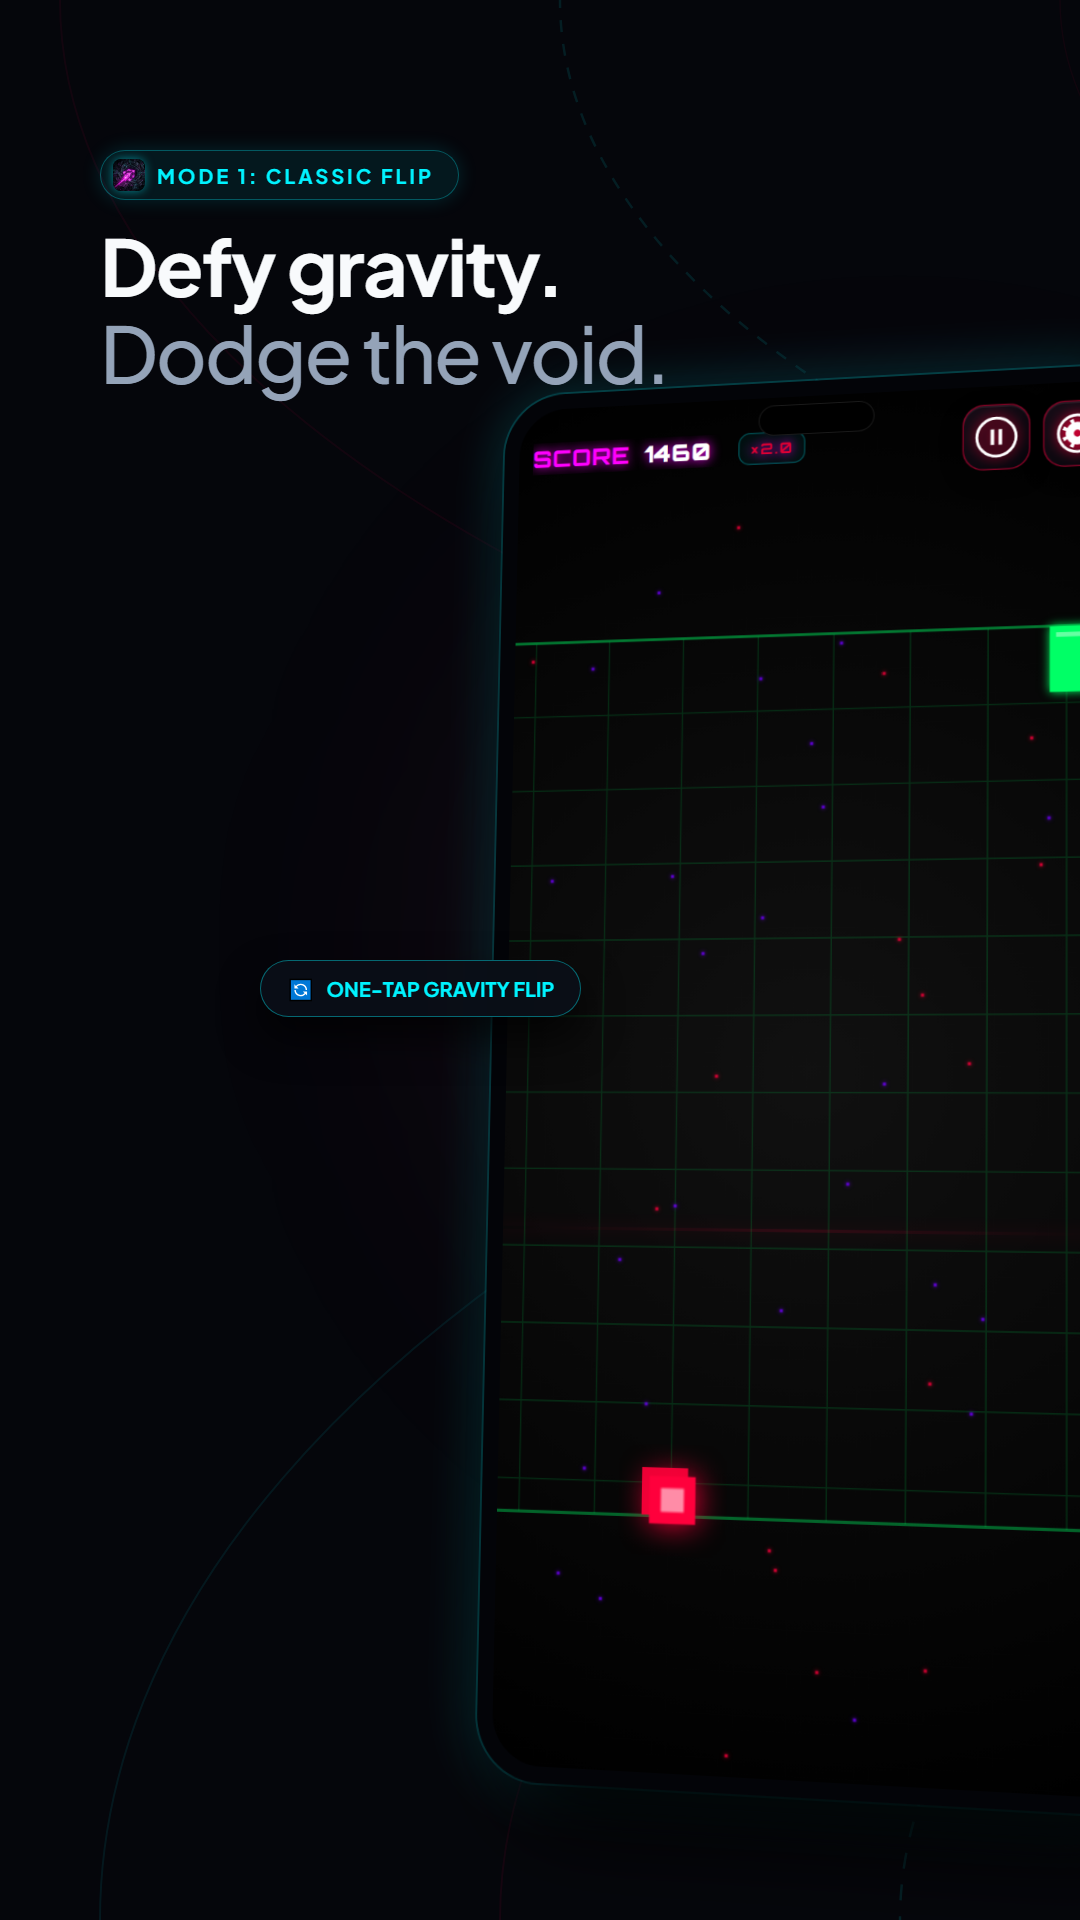 MODE 1: CLASSIC FLIP
Defy gravity.
Dodge the void.
SCORE 1460 x2.0
ONE-TAP GRAVITY FLIP